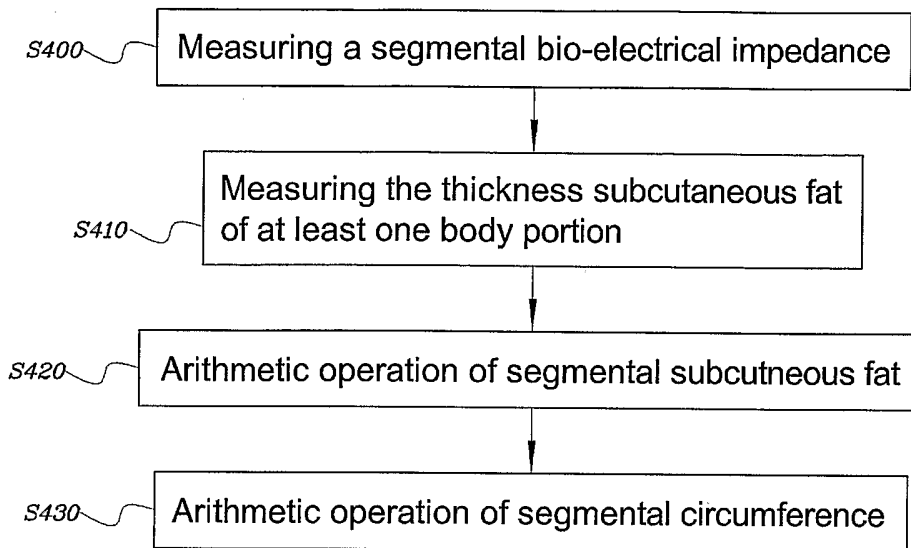 S400 Measuring a segmental bio-electrical impedance
S410 Measuring the thickness subcutaneous fat
of at least one body portion
S420 Arithmetic operation of segmental subcutneous fat
S430 Arithmetic operation of segmental circumference